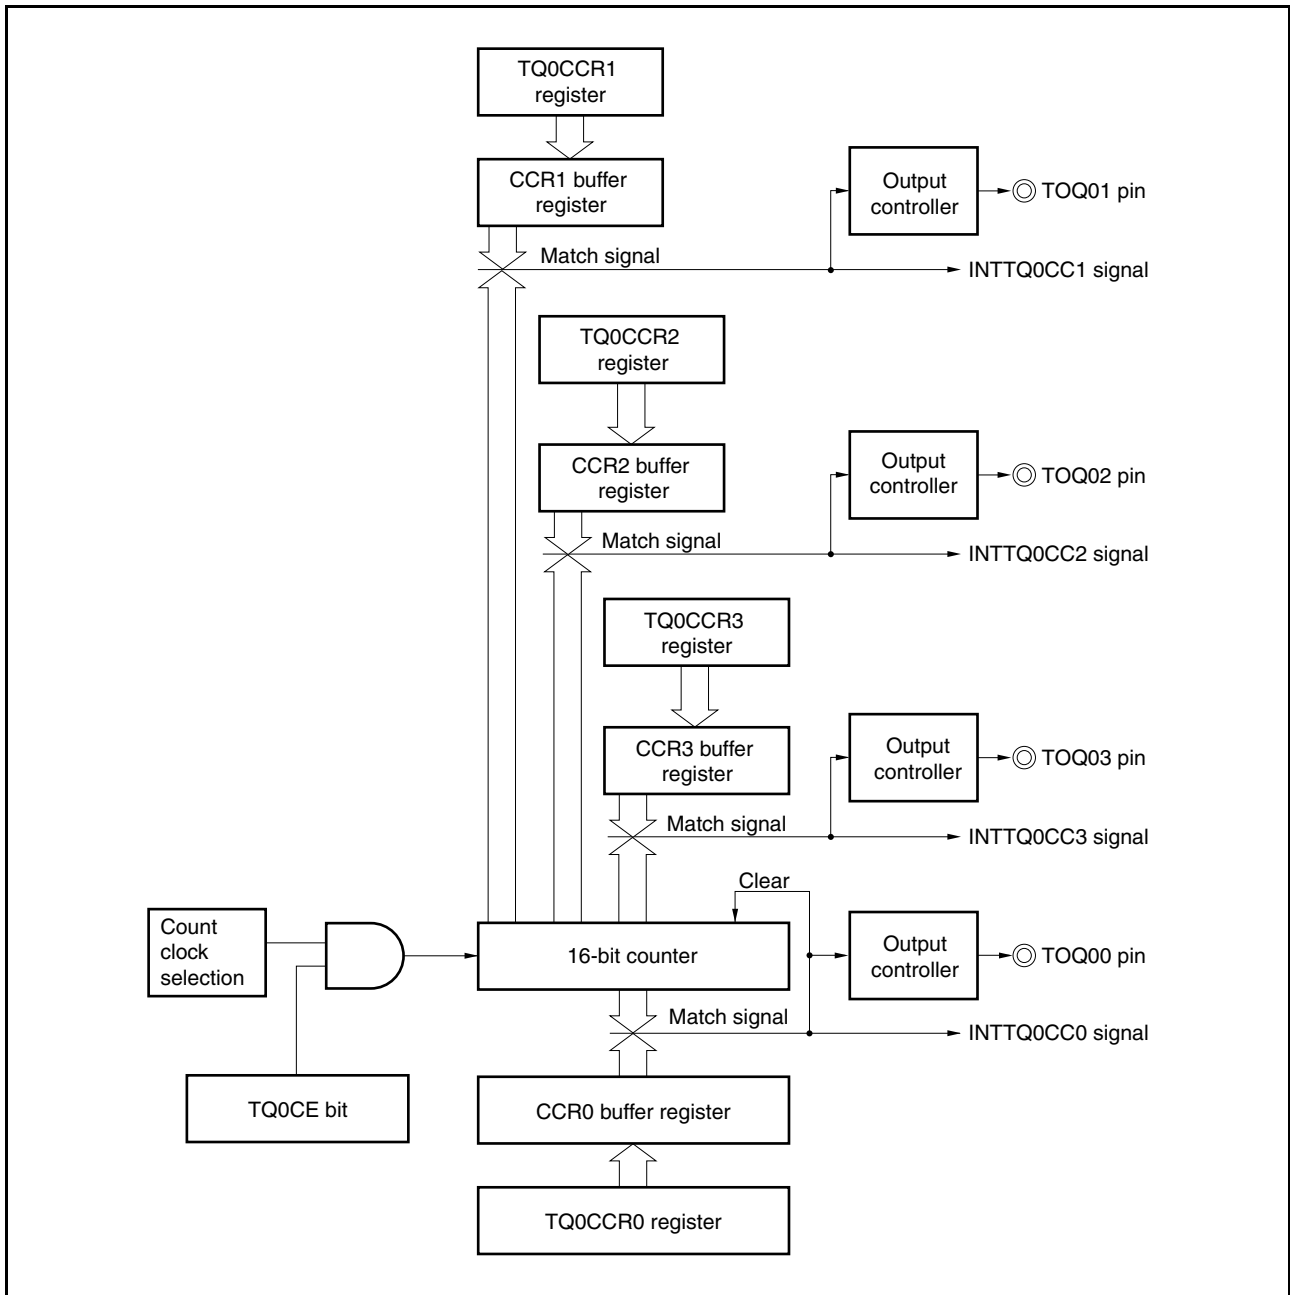 TQ0CCR1
register
CCR1 buffer
register
Output
controller
TOQ01 pin
Match signal
INTTQ0CC1 signal
TQ0CCR2
register
CCR2 buffer
register
Output
controller
TOQ02 pin
Match signal
INTTQ0CC2 signal
TQ0CCR3
register
CCR3 buffer
register
Output
controller
TOQ03 pin
Match signal
INTTQ0CC3 signal
Clear
Count
clock
selection
16-bit counter
Output
controller
TOQ00 pin
Match signal
INTTQ0CC0 signal
TQ0CE bit
CCR0 buffer register
TQ0CCR0 register